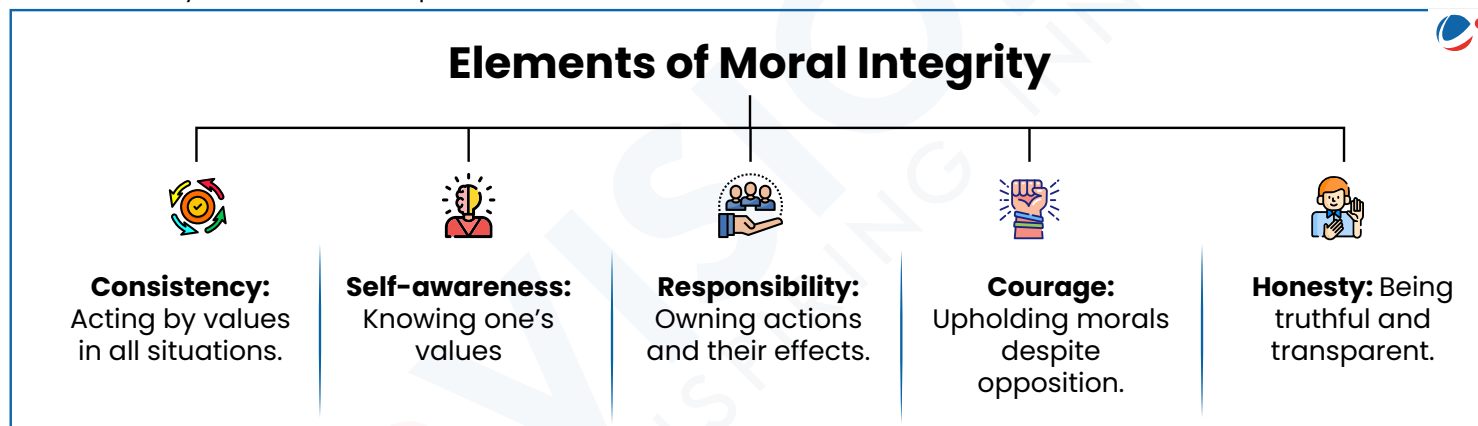 Elements of Moral Integrity
Consistency:
Acting by values
in all situations.
Self-awareness:
Knowing one's
values
Responsibility:
Owning actions
and their effects.
Courage:
Upholding morals
despite
opposition.
Honesty: Being
truthful and
transparent.